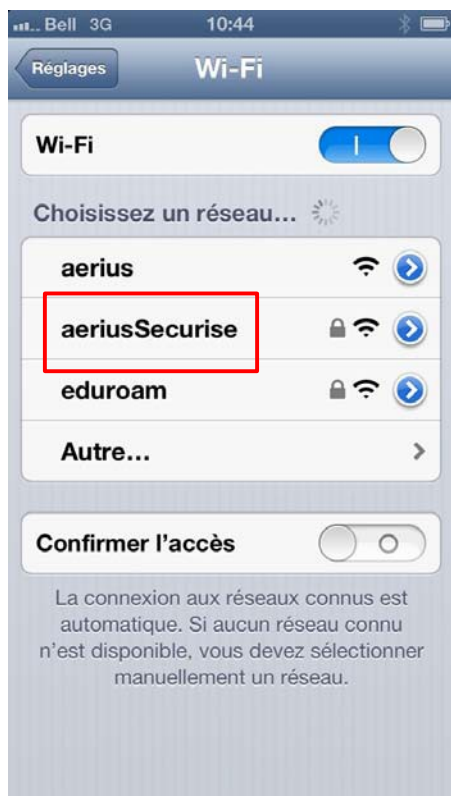 Bell 3G 10:44
Réglages Wi-Fi
Wi-Fi
Choisissez un réseau...
aerius
aeriusSecurise
eduroam
Autre...
Confirmer l'accès
La connexion aux réseaux connus est
automatique. Si aucun réseau connu
n'est disponible, vous devez sélectionner
manuellement un réseau.